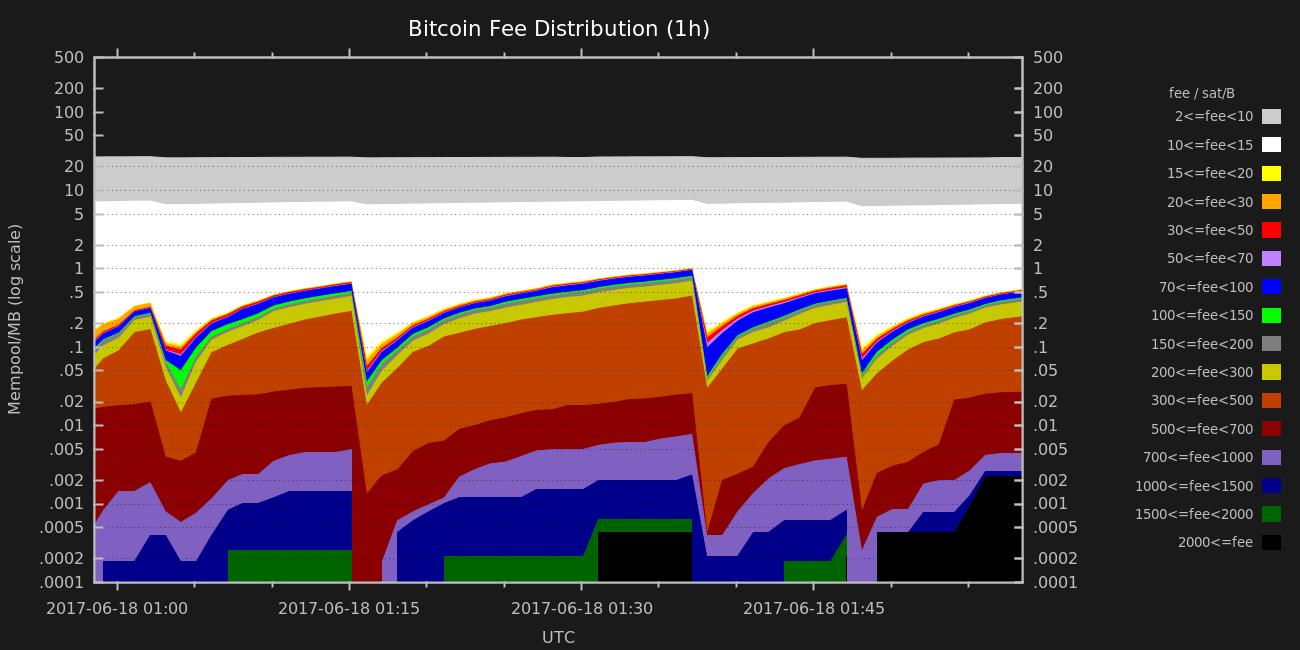 Bitcoin Fee Distribution (1h)
Mempool/MB (log scale)
500
200
100
50
20
10
5
2
1
.5
.2
.1
.05
.02
.01
.005
.002
.001
.0005
.0002
.0001
500
200
100
50
20
10
5
2
1
.5
.2
.1
.05
.02
.01
.005
.002
.001
.0005
.0002
.0001
2017-06-18 01:00
2017-06-18 01:15
2017-06-18 01:30
2017-06-18 01:45
UTC
fee / sat/B
2<=fee<10
10<=fee<15
15<=fee<20
20<=fee<30
30<=fee<50
50<=fee<70
70<=fee<100
100<=fee<150
150<=fee<200
200<=fee<300
300<=fee<500
500<=fee<700
700<=fee<1000
1000<=fee<1500
1500<=fee<2000
2000<=fee